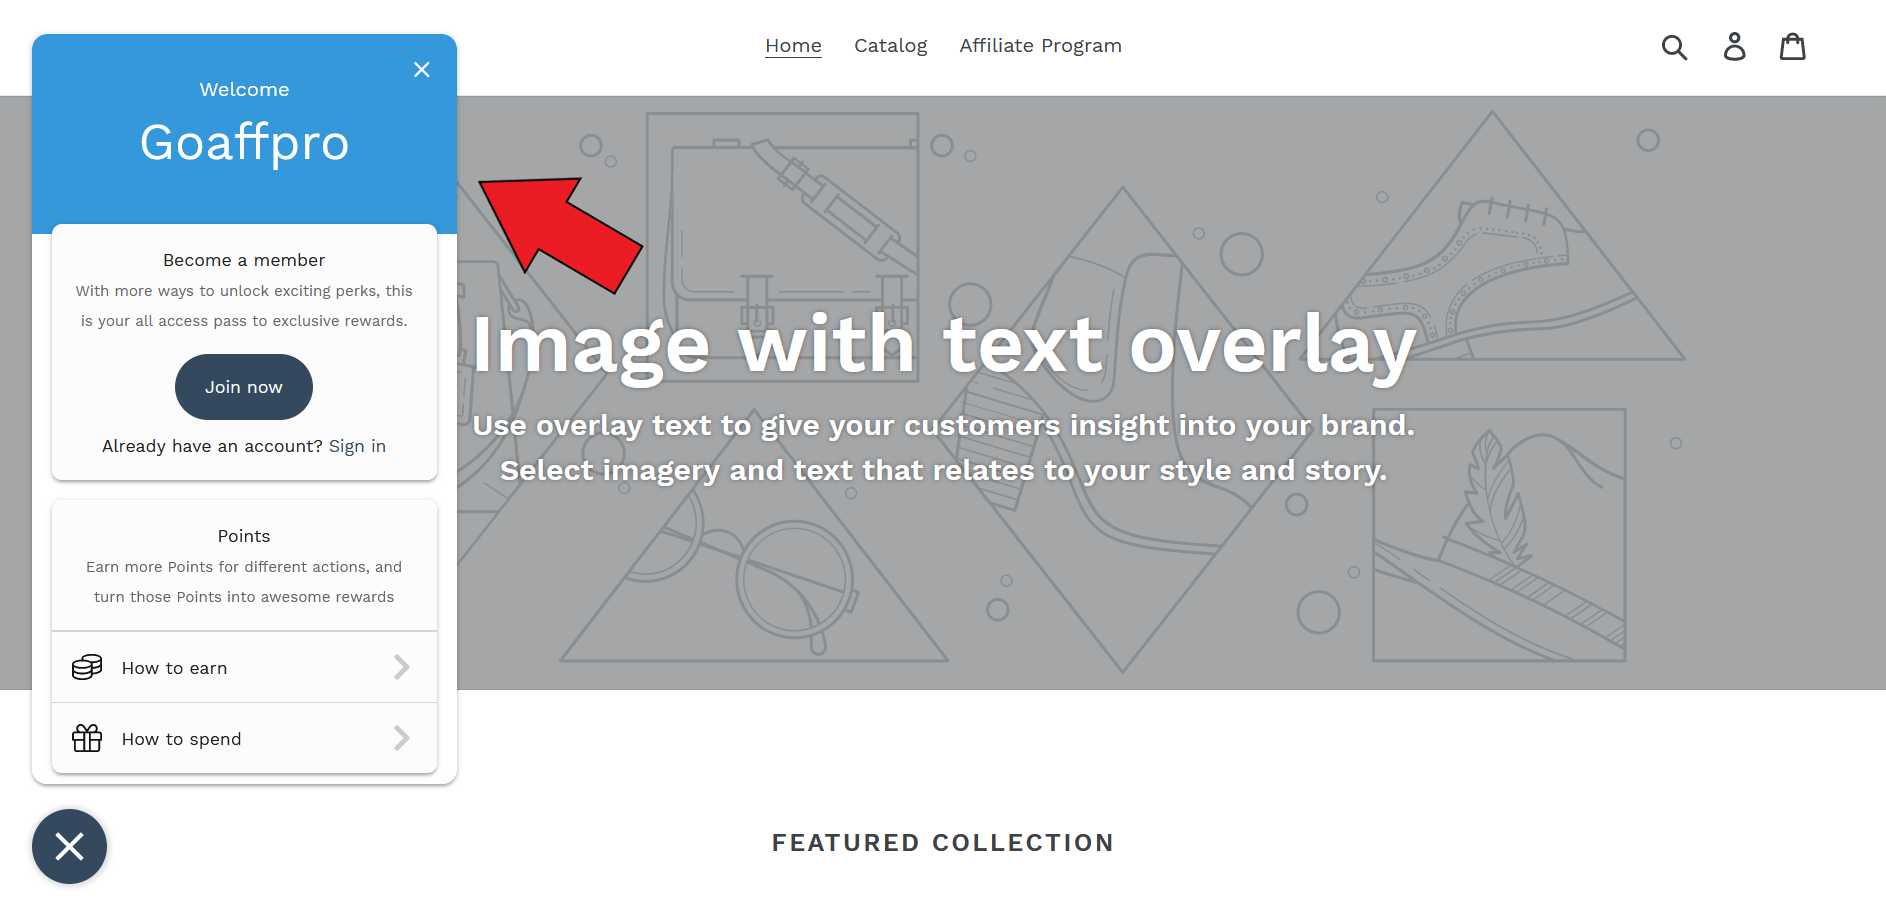 Home Catalog Affiliate Program
Welcome
Goaffpro
Become a member
With more ways to unlock exciting perks, this
is your all access pass to exclusive rewards.
Join now
Already have an account? Sign in
Points
Earn more Points for different actions, and
turn those Points into awesome rewards
How to earn
How to spend
Image with text overlay
Use overlay text to give your customers insight into your brand.
Select imagery and text that relates to your style and story.
FEATURED COLLECTION